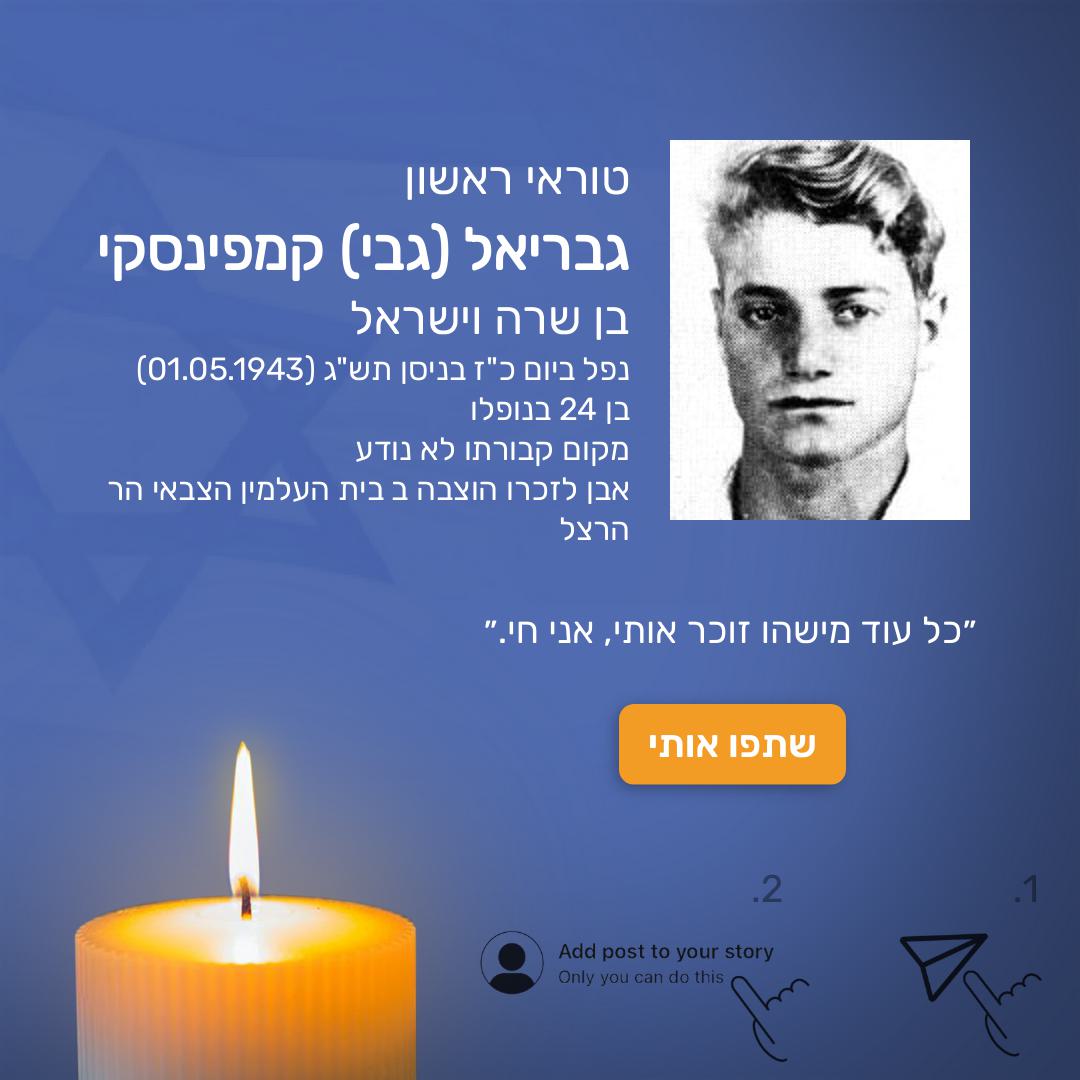 טוראי ראשון
גבריאל (גבי) קמפינסקי
בן שרה וישראל
נפל ביום כ"ז בניסן תש"ג (01.05.1943)
בן 24 בנופלו
מקום קבורתו לא נודע
אבן לזכרו הוצבה ב בית העלמין הצבאי הר
הרצל
"כל עוד מישהו זוכר אותי, אני חי."
שתפו אותי
1.
2.
Add post to your story
Only you can do this